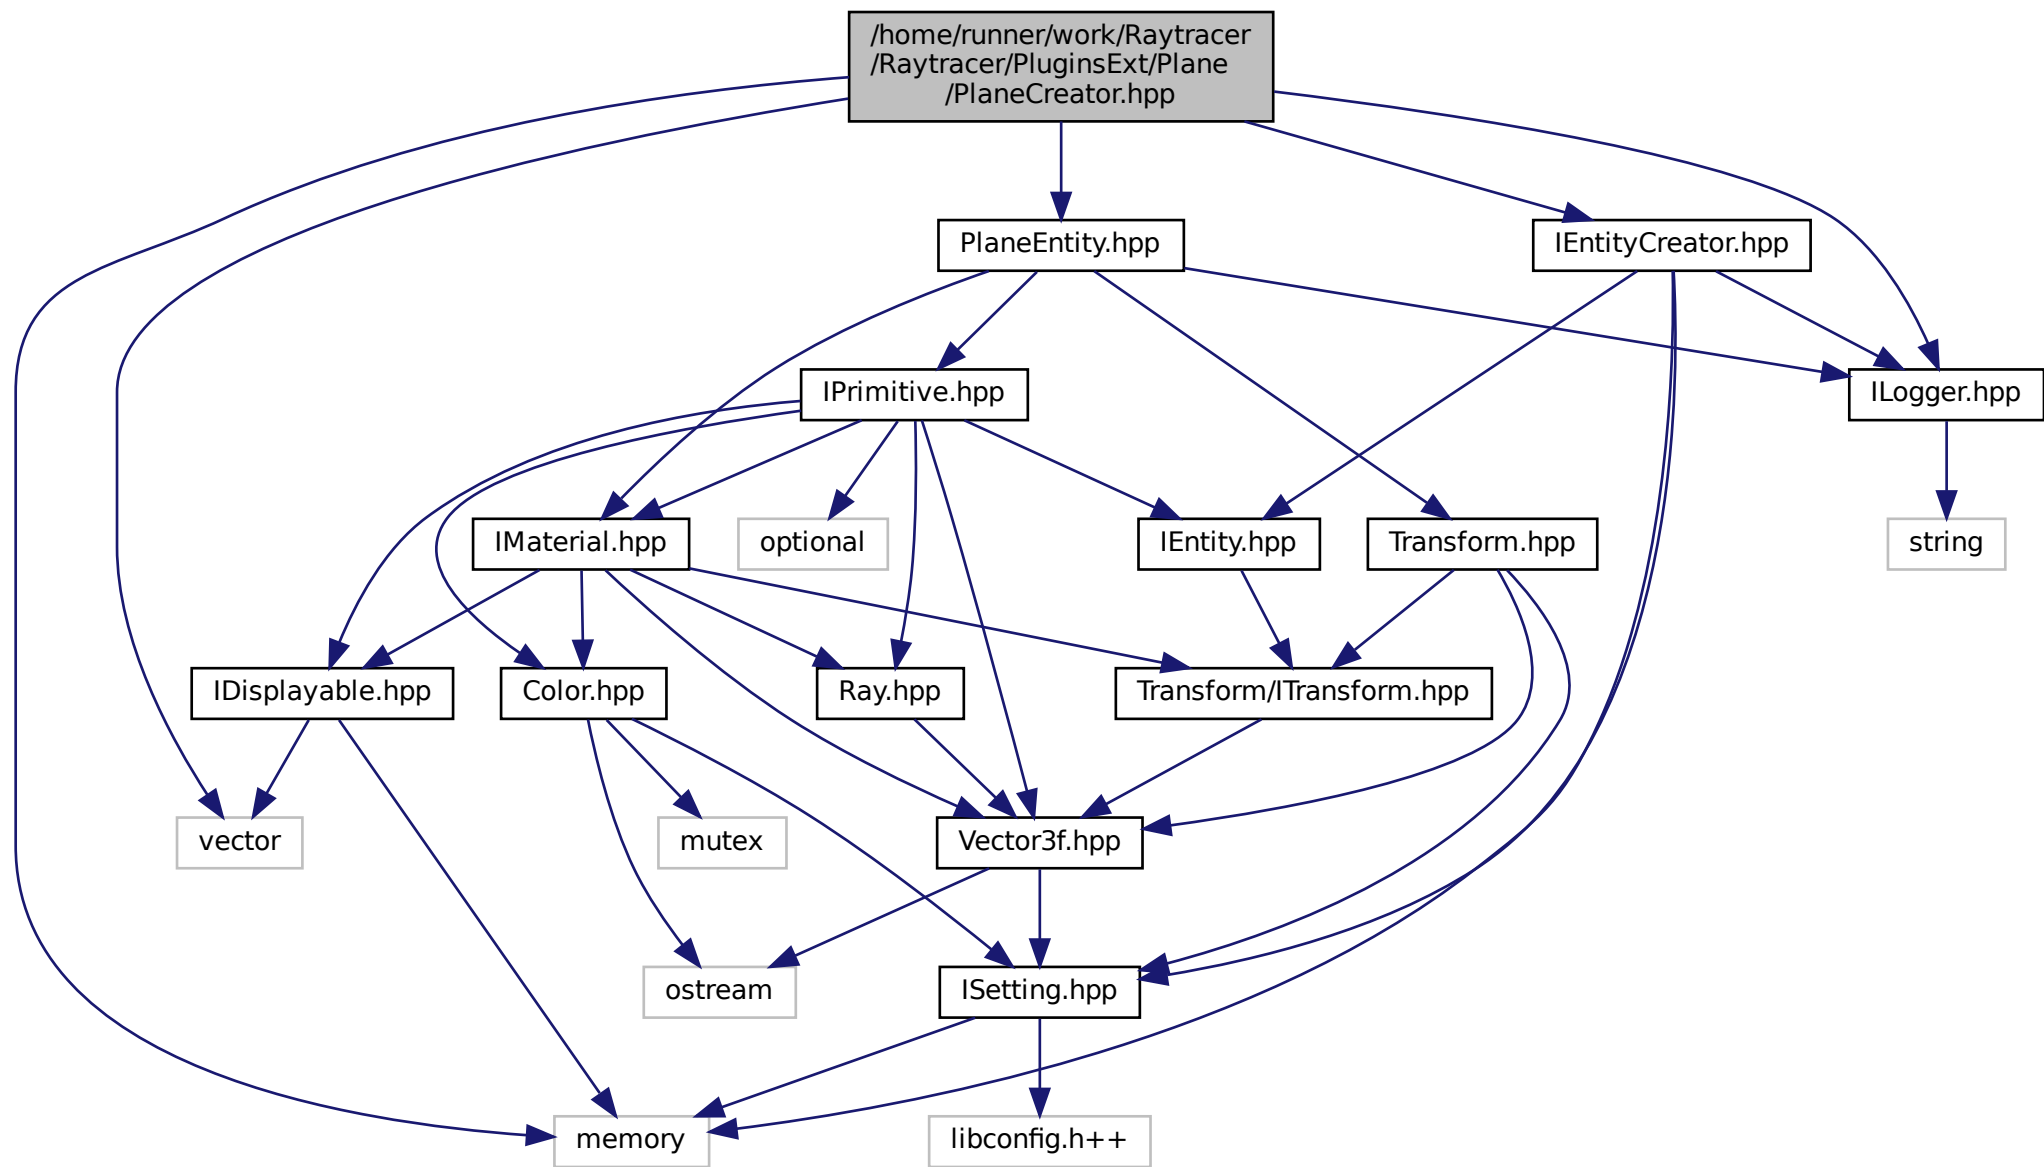 /home/runner/work/Raytracer
/Raytracer/PluginsExt/Plane
/PlaneCreator.hpp
PlaneEntity.hpp
IEntityCreator.hpp
IPrimitive.hpp
ILogger.hpp
IMaterial.hpp
optional
IEntity.hpp
Transform.hpp
string
IDisplayable.hpp
Color.hpp
Ray.hpp
Transform/ITransform.hpp
vector
mutex
Vector3f.hpp
ostream
ISetting.hpp
memory
libconfig.h++